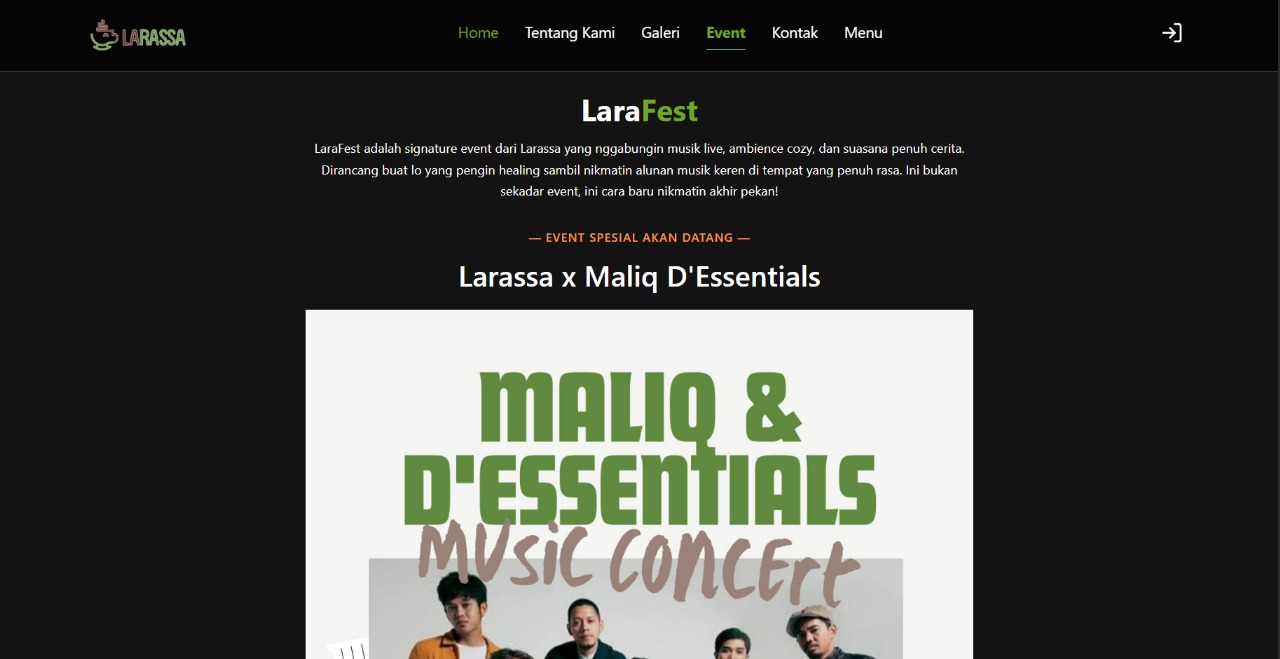 LARASSA
Home Tentang Kami Galeri Event Kontak Menu
LaraFest
LaraFest adalah signature event dari Larassa yang nggabungin musik live, ambience cozy, dan suasana penuh cerita.
Dirancang buat lo yang pengin healing sambil nikmatin alunan musik keren di tempat yang penuh rasa. Ini bukan
sekadar event, ini cara baru nikmatin akhir pekan!
— EVENT SPESIAL AKAN DATANG —
Larassa x Maliq D'Essentials
MALIQ &
D'ESSENTIALS
MUSIC CONCERT